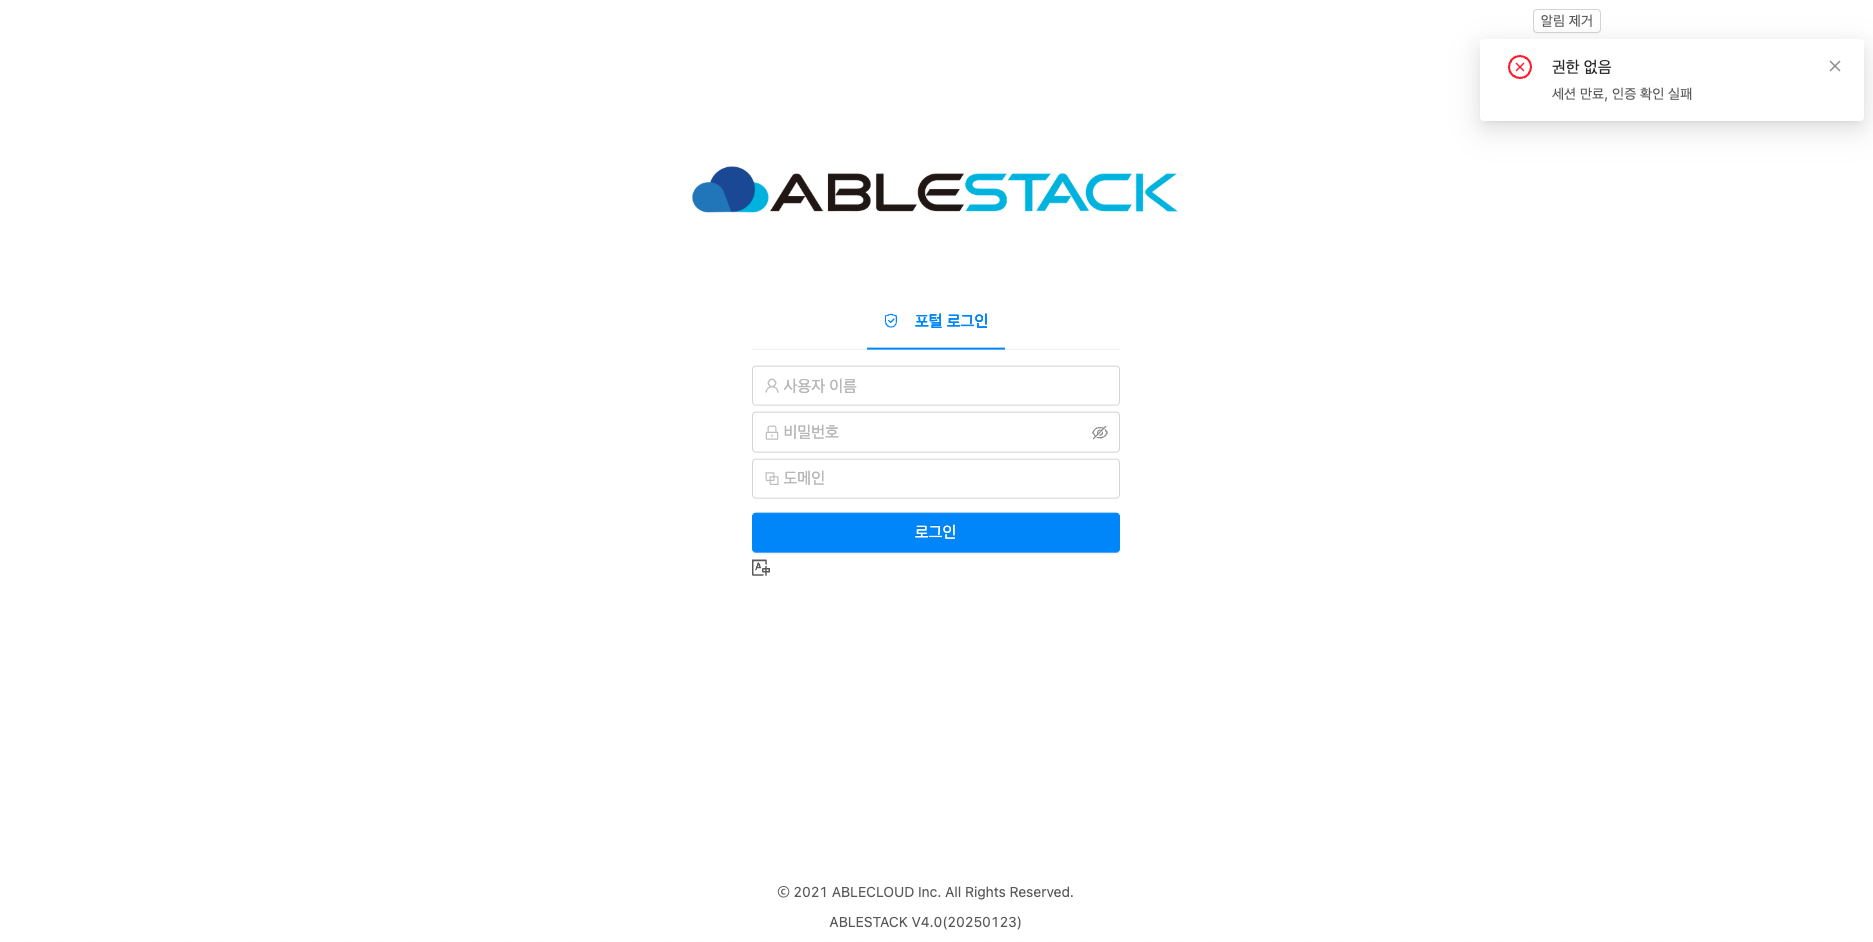 알림 제거
권한 없음
세션 만료, 인증 확인 실패
ABLESTACK
포털 로그인
사용자 이름
비밀번호
도메인
로그인
© 2021 ABLECLOUD Inc. All Rights Reserved.
ABLESTACK V4.0(20250123)